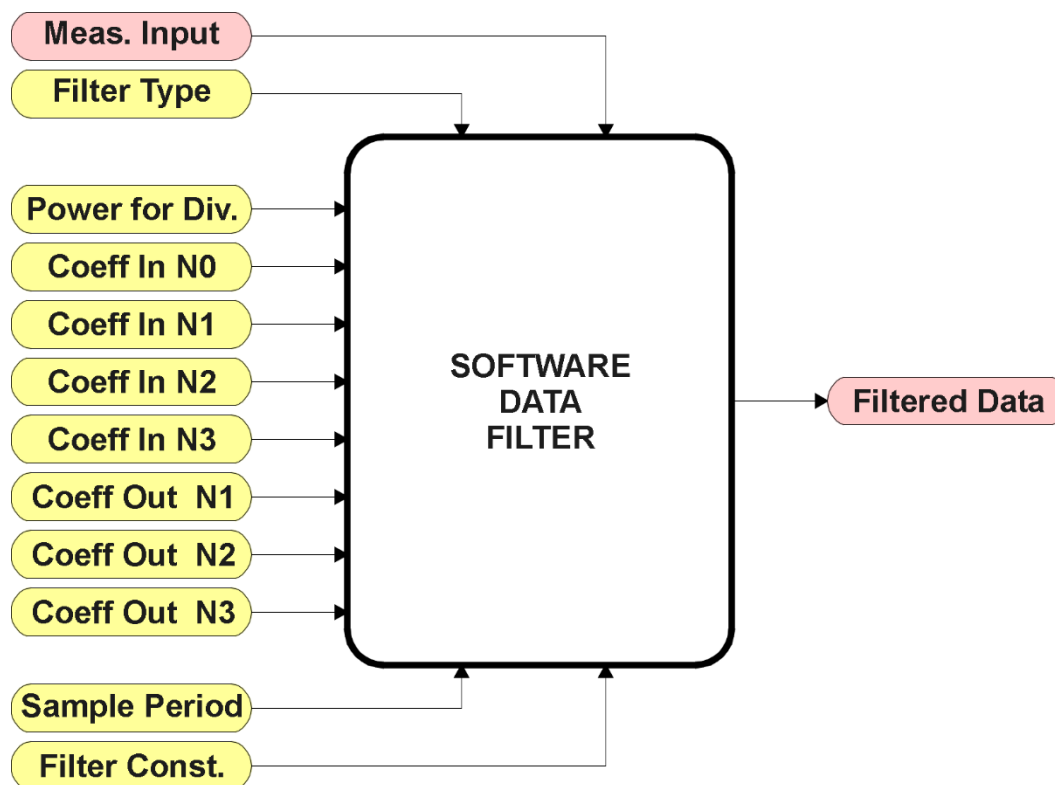 Meas. Input
Filter Type
Power for Div.
Coeff In N0
Coeff In N1
Coeff In N2
Coeff In N3
Coeff Out N1
Coeff Out N2
Coeff Out N3
Sample Period
Filter Const.
SOFTWARE
DATA
FILTER
Filtered Data